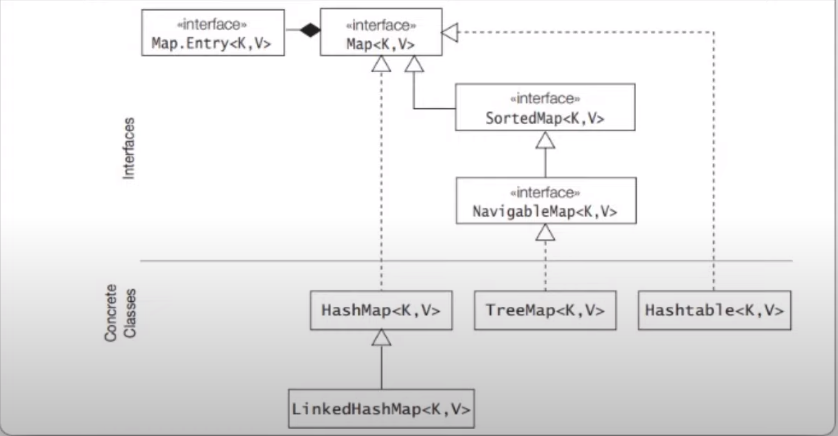 «interface»
Map.Entry<K,V>
«interface»
Map<K,V>
«interface»
SortedMap<K,V>
Interfaces
«interface»
NavigableMap<K,V>
Concrete
Classes
HashMap<K,V>
TreeMap<K,V>
Hashtable<K,V>
LinkedHashMap<K,V>